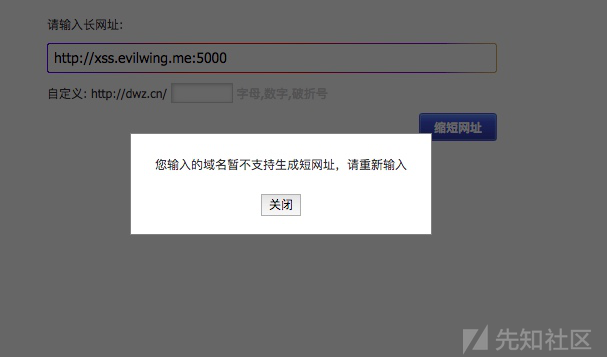 请输入长网址:
http://xss.evilwing.me:5000
自定义: http://dwz.cn/ 字母,数字,破折号
缩短网址
您输入的域名暂不支持生成短网址，请重新输入
关闭
先知社区